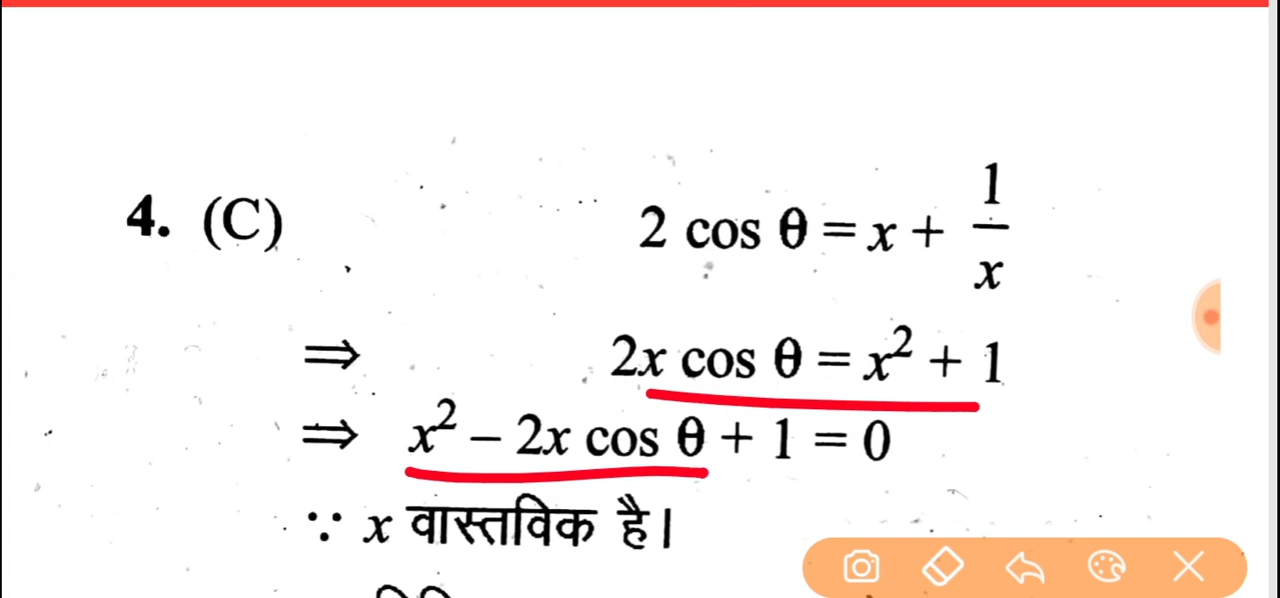 4. (C) 2 cos θ = x + 1/x
⇒ 2x cos θ = x² + 1
⇒ x² – 2x cos θ + 1 = 0
∵ x वास्तविक है।